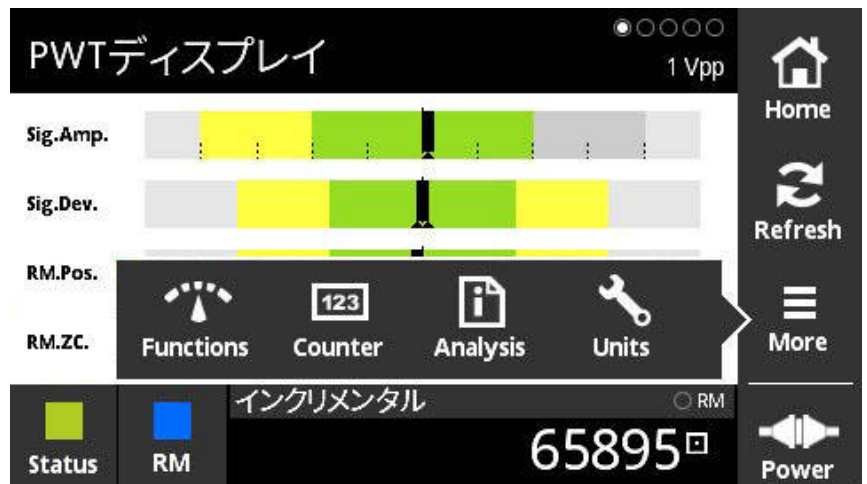 PWTディスプレイ
1 Vpp
Home
Sig.Amp.
Sig.Dev.
Refresh
RM.Pos.
RM.ZC.
Functions
123
Counter
Analysis
Units
More
インクリメンタル
RM
Status
RM
65895
Power